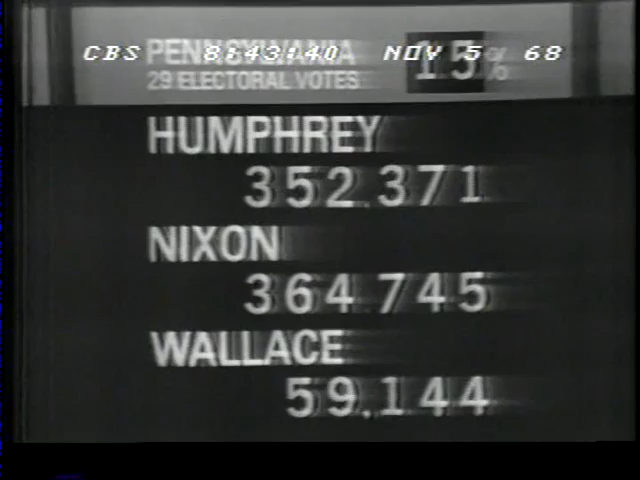 CBS 8:43:40 NOV 5 68
PENNSYLVANIA 15%
29 ELECTORAL VOTES
HUMPHREY
352,371
NIXON
364,745
WALLACE
59,144